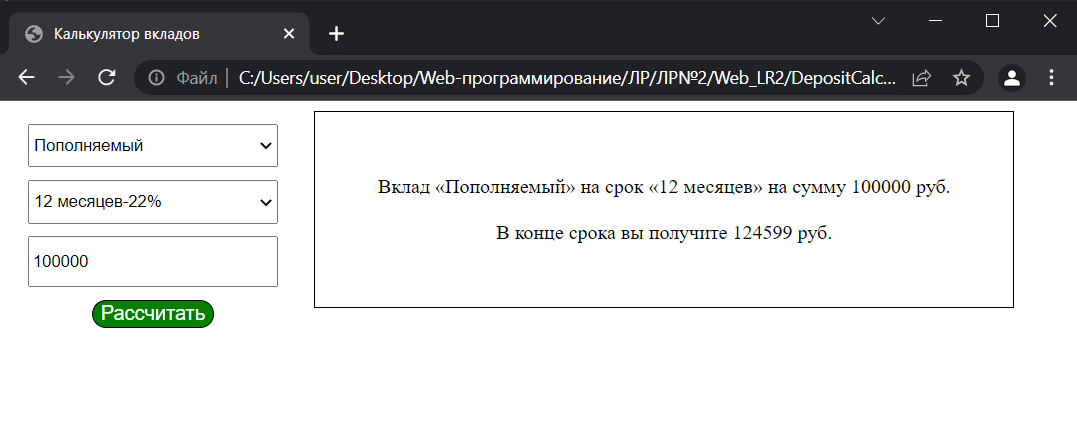 Калькулятор вкладов
Файл
C:/Users/user/Desktop/Web-программирование/ЛР/ЛР№2/Web_LR2/DepositCalc...
Пополняемый
12 месяцев-22%
100000
Рассчитать
Вклад «Пополняемый» на срок «12 месяцев» на сумму 100000 руб.
В конце срока вы получите 124599 руб.